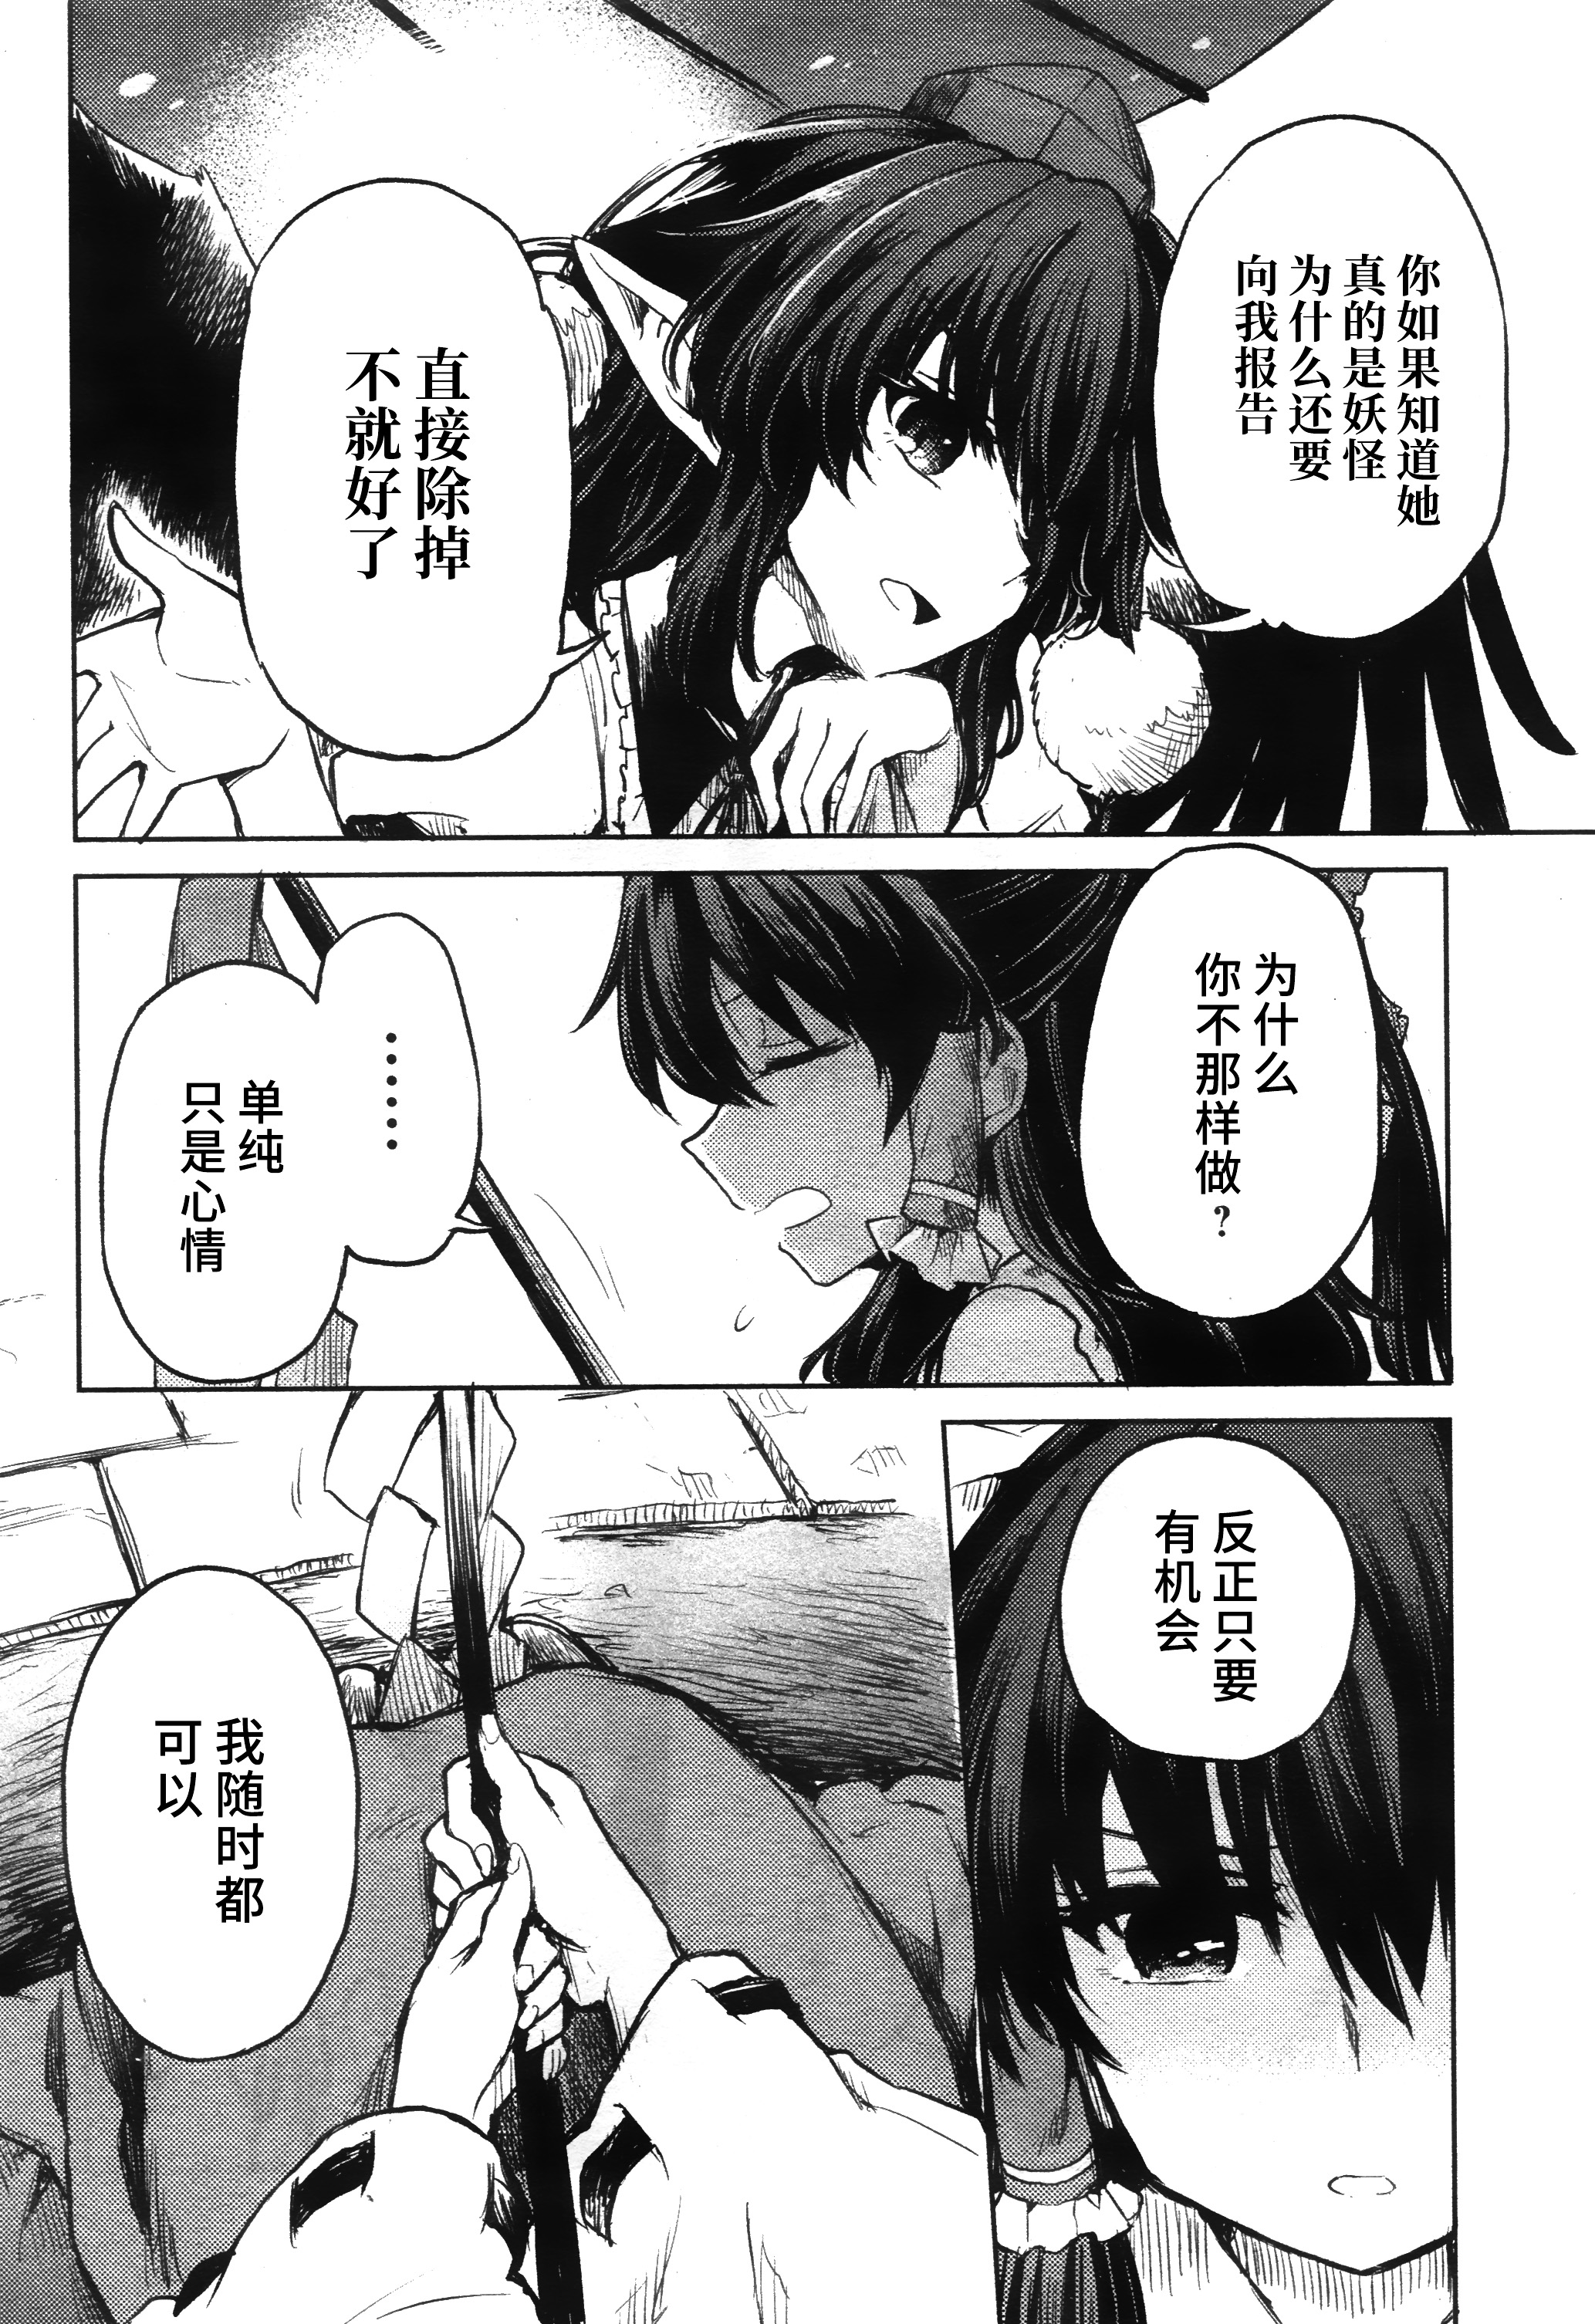 你如果知道她
真的是妖怪
为什么还要
向我报告
直接除掉
不就好了
为什么
你不那样做？
……
单纯
只是心情
反正只要
有机会
我随时都
可以